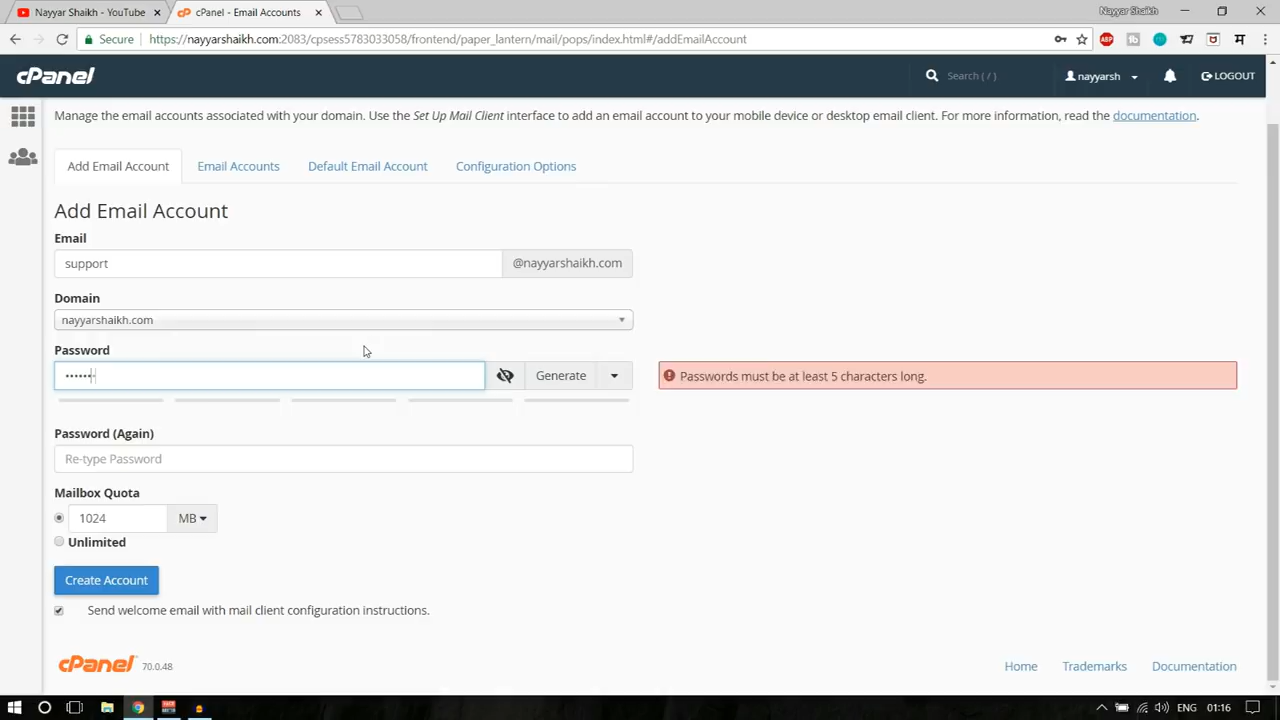 Nayyar Shaikh - YouTube
cPanel - Email Accounts
Nayyar Shaikh
Secure
https://nayyarshaikh.com:2083/cpsess5783033058/frontend/paper_lantern/mail/pops/index.html#/addEmailAccount
ABP
म
cPanel
Search ( / )
nayyarsh
LOGOUT
Manage the email accounts associated with your domain. Use the Set Up Mail Client interface to add an email account to your mobile device or desktop email client. For more information, read the documentation.
Add Email Account
Email Accounts
Default Email Account
Configuration Options
Add Email Account
Email
support
@nayyarshaikh.com
Domain
nayyarshaikh.com
Password
Generate
Passwords must be at least 5 characters long.
Password (Again)
Re-type Password
Mailbox Quota
1024
MB
Unlimited
Create Account
Send welcome email with mail client configuration instructions.
cPanel
70.0.48
Home
Trademarks
Documentation
ENG
01:16